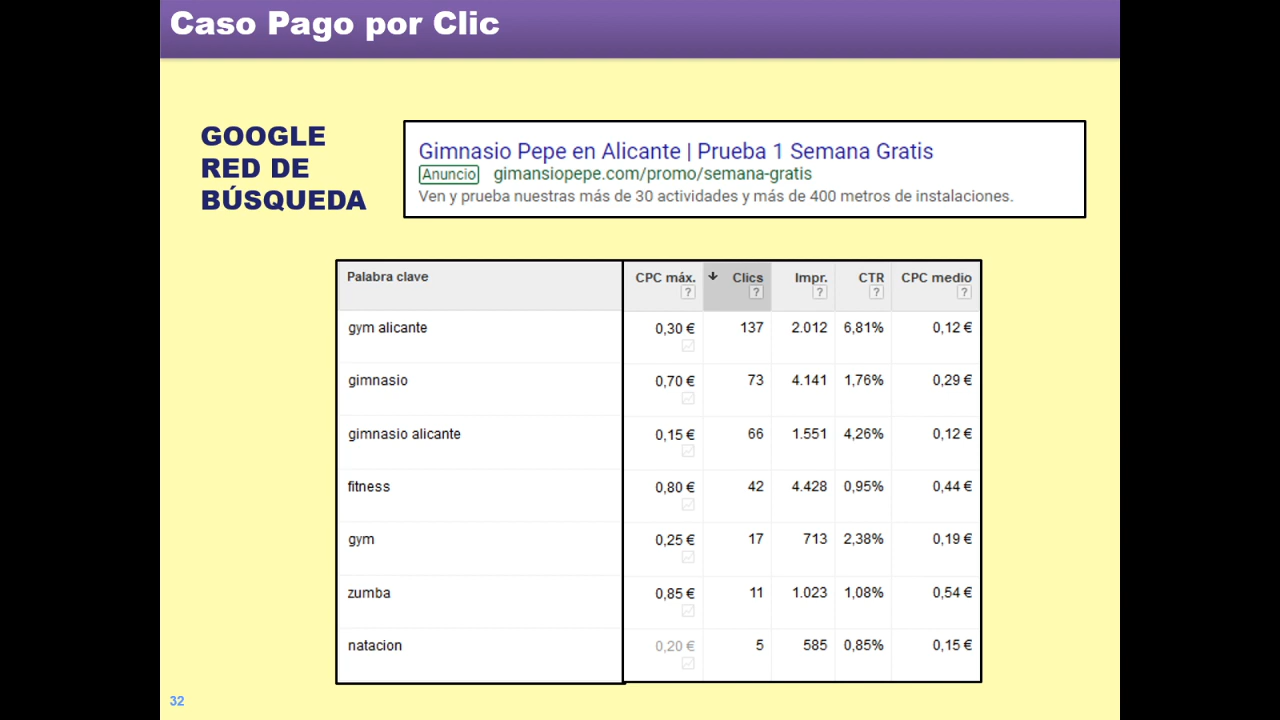 Caso Pago por Clic
GOOGLE
RED DE
BÚSQUEDA
Gimnasio Pepe en Alicante | Prueba 1 Semana Gratis
Anuncio gimansiopepe.com/promo/semana-gratis
Ven y prueba nuestras más de 30 actividades y más de 400 metros de instalaciones.
Palabra clave CPC máx. Clics Impr. CTR CPC medio
? ? ? ? ?
gym alicante 0,30 € 137 2.012 6,81% 0,12 €
gimnasio 0,70 € 73 4.141 1,76% 0,29 €
gimnasio alicante 0,15 € 66 1.551 4,26% 0,12 €
fitness 0,80 € 42 4.428 0,95% 0,44 €
gym 0,25 € 17 713 2,38% 0,19 €
zumba 0,85 € 11 1.023 1,08% 0,54 €
natacion 0,20 € 5 585 0,85% 0,15 €
32